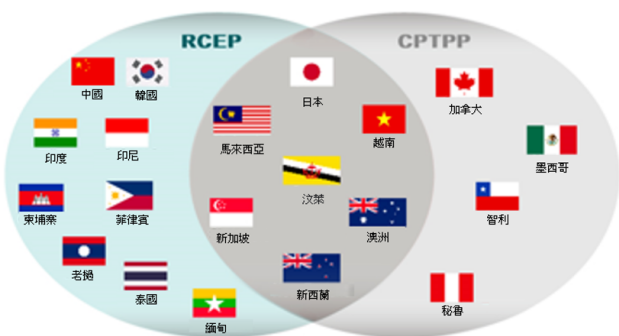 RCEP
CPTPP
中國
韓國
印度
印尼
柬埔寨
菲律賓
老撾
泰國
緬甸
日本
馬來西亞
越南
汶萊
新加坡
澳洲
新西蘭
加拿大
墨西哥
智利
秘魯